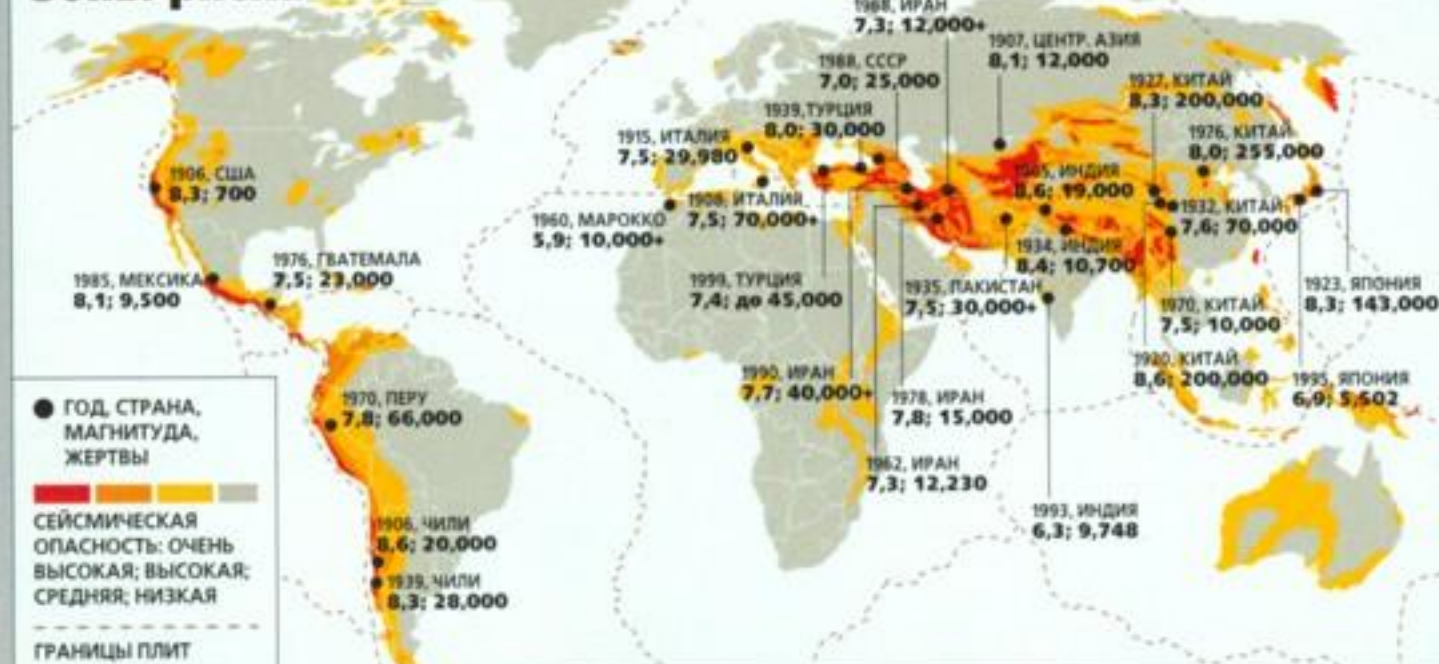 1968, ИРАН
7,3; 12,000+
1907, ЦЕНТР. АЗИЯ
8,1; 12,000
1988, СССР
7,0; 25,000
1927, КИТАЙ
8,3; 200,000
1939, ТУРЦИЯ
8,0; 30,000
1915, ИТАЛИЯ
7,5; 29,980
1976, КИТАЙ
8,0; 255,000
1906, США
8,3; 700
1905, ИНДИЯ
8,6; 19,000
1908, ИТАЛИЯ
7,5; 70,000+
1932, КИТАЙ
7,6; 70,000
1960, МАРОККО
5,9; 10,000+
1934, ИНДИЯ
8,4; 10,700
1976, ГВАТЕМАЛА
7,5; 23,000
1985, МЕКСИКА
8,1; 9,500
1999, ТУРЦИЯ
7,4; до 45,000
1935, ПАКИСТАН
7,5; 30,000+
1923, ЯПОНИЯ
8,3; 143,000
1970, КИТАЙ
7,5; 10,000
1920, КИТАЙ
8,6; 200,000
1990, ИРАН
7,7; 40,000+
1995, ЯПОНИЯ
6,9; 5,502
1978, ИРАН
7,8; 15,000
1970, ПЕРУ
7,8; 66,000
1962, ИРАН
7,3; 12,230
1993, ИНДИЯ
6,3; 9,748
1906, ЧИЛИ
8,6; 20,000
1939, ЧИЛИ
8,3; 28,000
ГОД, СТРАНА,
МАГНИТУДА,
ЖЕРТВЫ
СЕЙСМИЧЕСКАЯ
ОПАСНОСТЬ: ОЧЕНЬ
ВЫСОКАЯ; ВЫСОКАЯ;
СРЕДНЯЯ; НИЗКАЯ
ГРАНИЦЫ ПЛИТ